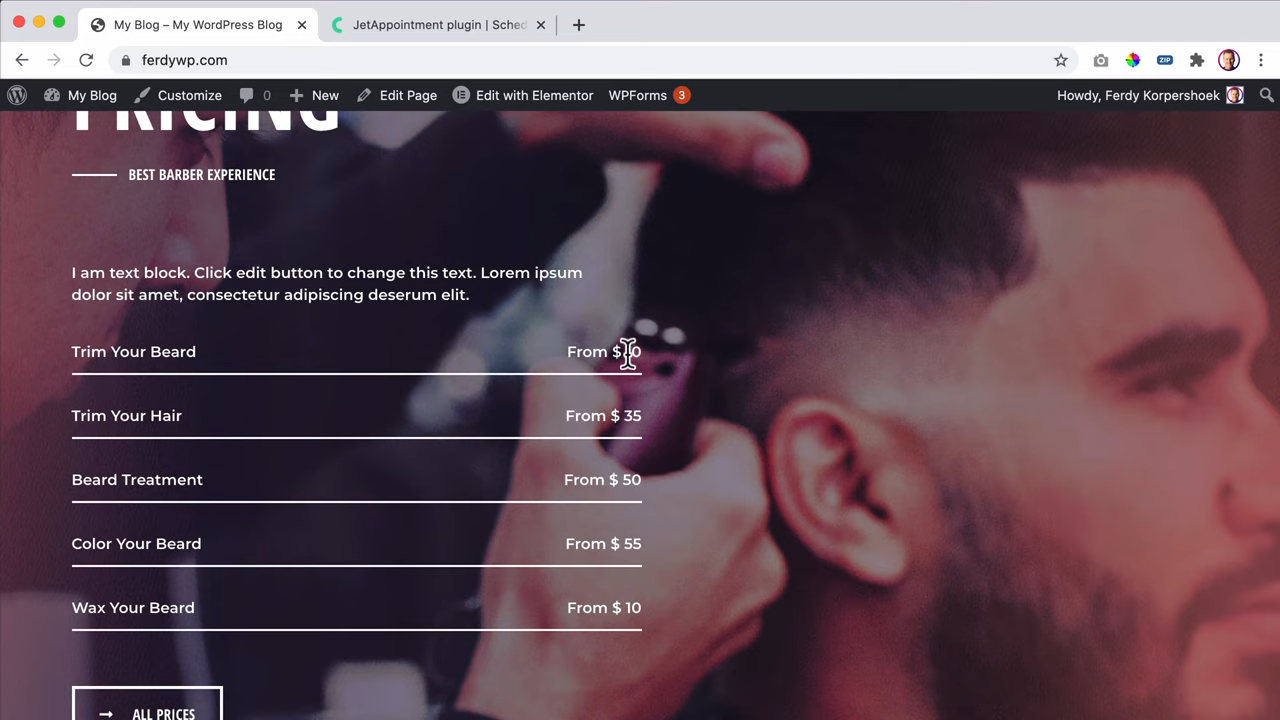 My Blog – My WordPress Blog
JetAppointment plugin | Sched
ferdywp.com
ZIP
My Blog
Customize
0
New
Edit Page
Edit with Elementor
WPForms 3
Howdy, Ferdy Korpershoek
PRICING
BEST BARBER EXPERIENCE
I am text block. Click edit button to change this text. Lorem ipsum
dolor sit amet, consectetur adipiscing deserum elit.
Trim Your Beard From $
Trim Your Hair From $ 35
Beard Treatment From $ 50
Color Your Beard From $ 55
Wax Your Beard From $ 10
ALL PRICES